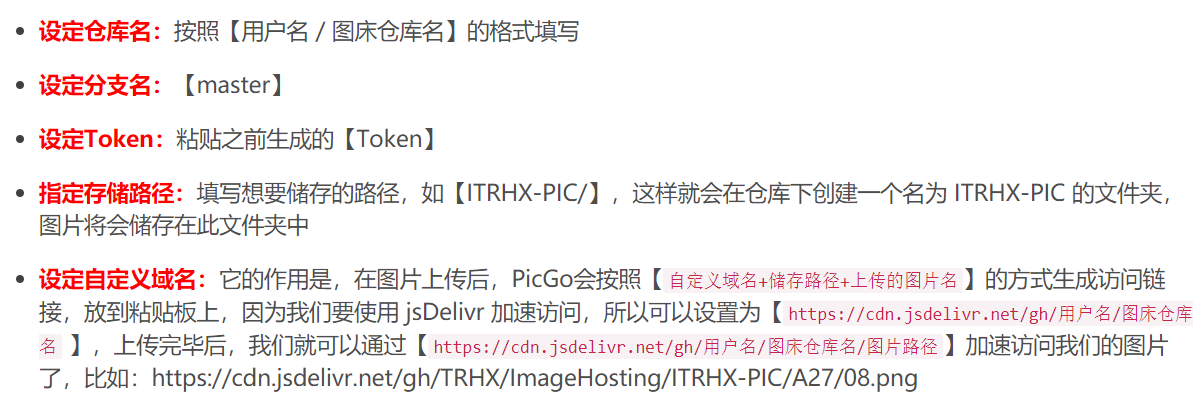 设定仓库名：按照【用户名 / 图床仓库名】的格式填写
设定分支名：【master】
设定Token：粘贴之前生成的【Token】
指定存储路径：填写想要储存的路径，如【ITRHX-PIC/】，这样就会在仓库下创建一个名为 ITRHX-PIC 的文件夹，
图片将会储存在此文件夹中
设定自定义域名：它的作用是，在图片上传后，PicGo会按照【自定义域名+储存路径+上传的图片名】的方式生成访问链
接，放到粘贴板上，因为我们要使用 jsDelivr 加速访问，所以可以设置为【https://cdn.jsdelivr.net/gh/用户名/图床仓库
名 】，上传完毕后，我们就可以通过【https://cdn.jsdelivr.net/gh/用户名/图床仓库名/图片路径】加速访问我们的图片
了，比如：https://cdn.jsdelivr.net/gh/TRHX/ImageHosting/ITRHX-PIC/A27/08.png